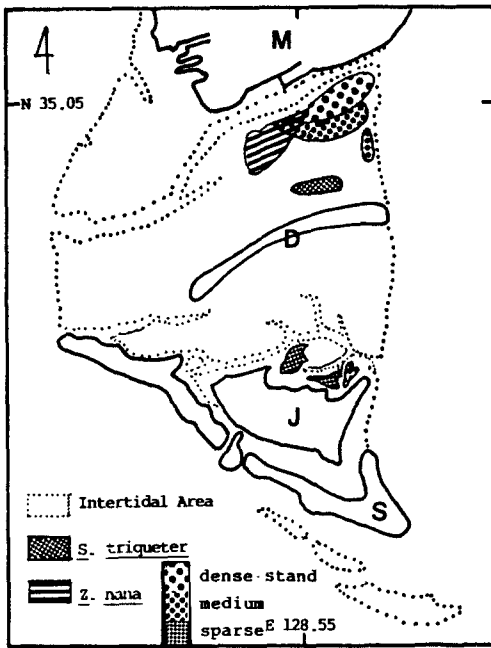 4
M
N 35.05
D
J
S
Intertidal Area
S. triqueter
Z. nana
dense stand
medium
sparse
E 128.55